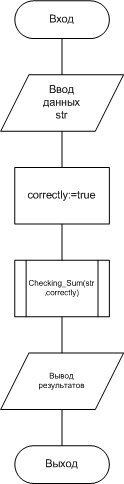 Вход
Ввод
данных
str
correctly:=true
Checking_Sum(str
,correctly)
Вывод
результатов
Выход